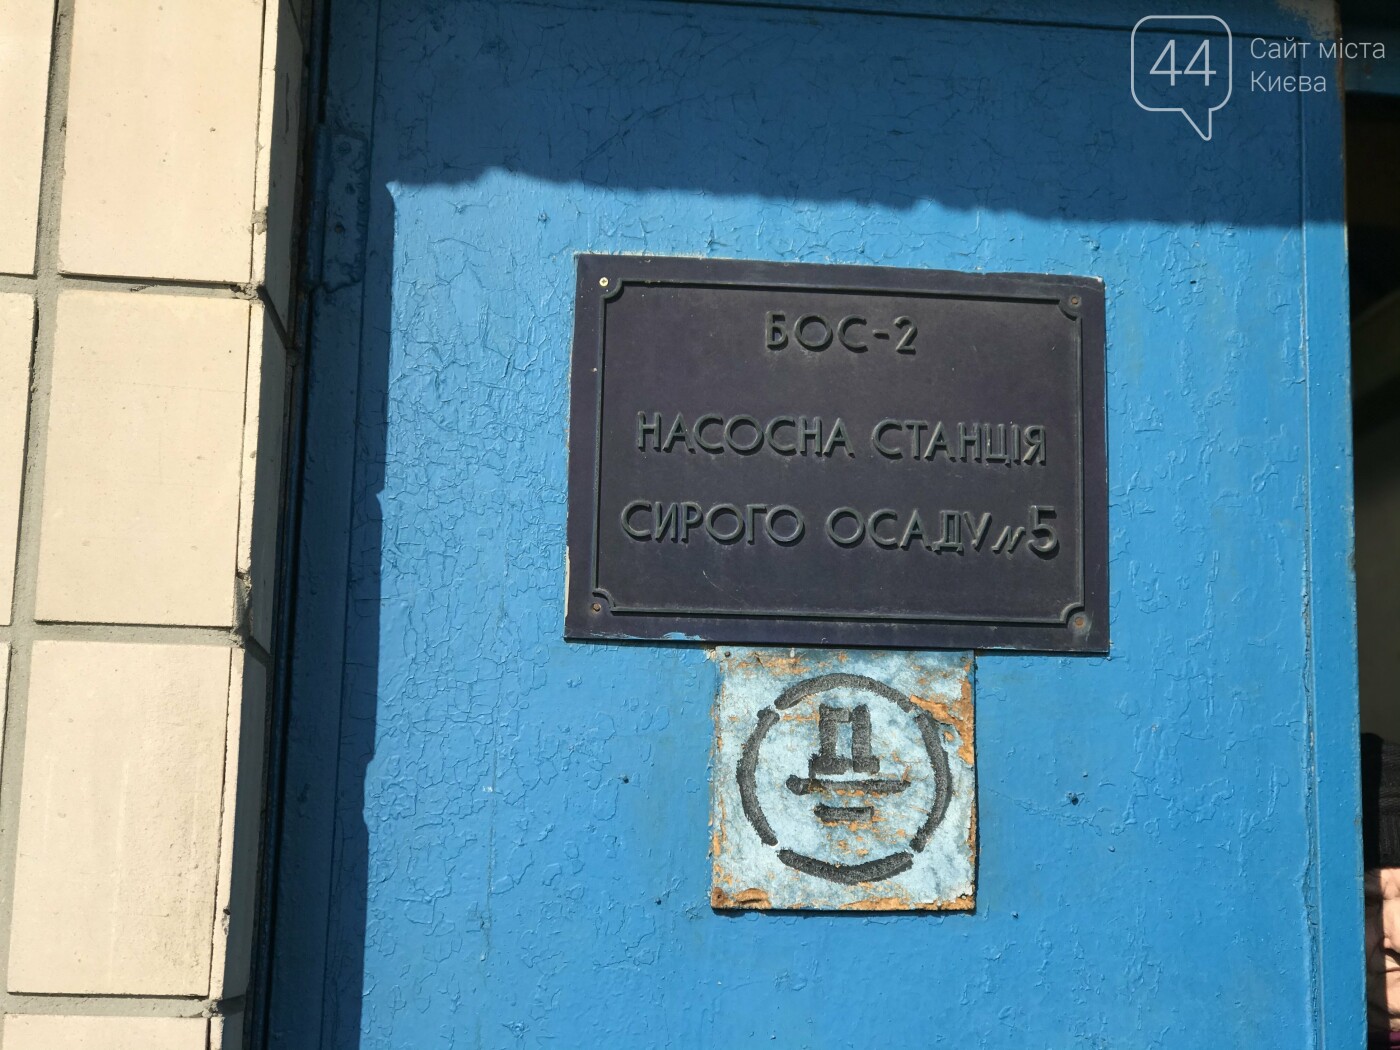 44
Сайт міста
Києва
БОС-2
НАСОСНА СТАНЦІЯ
СИРОГО ОСАДУ №5
Д